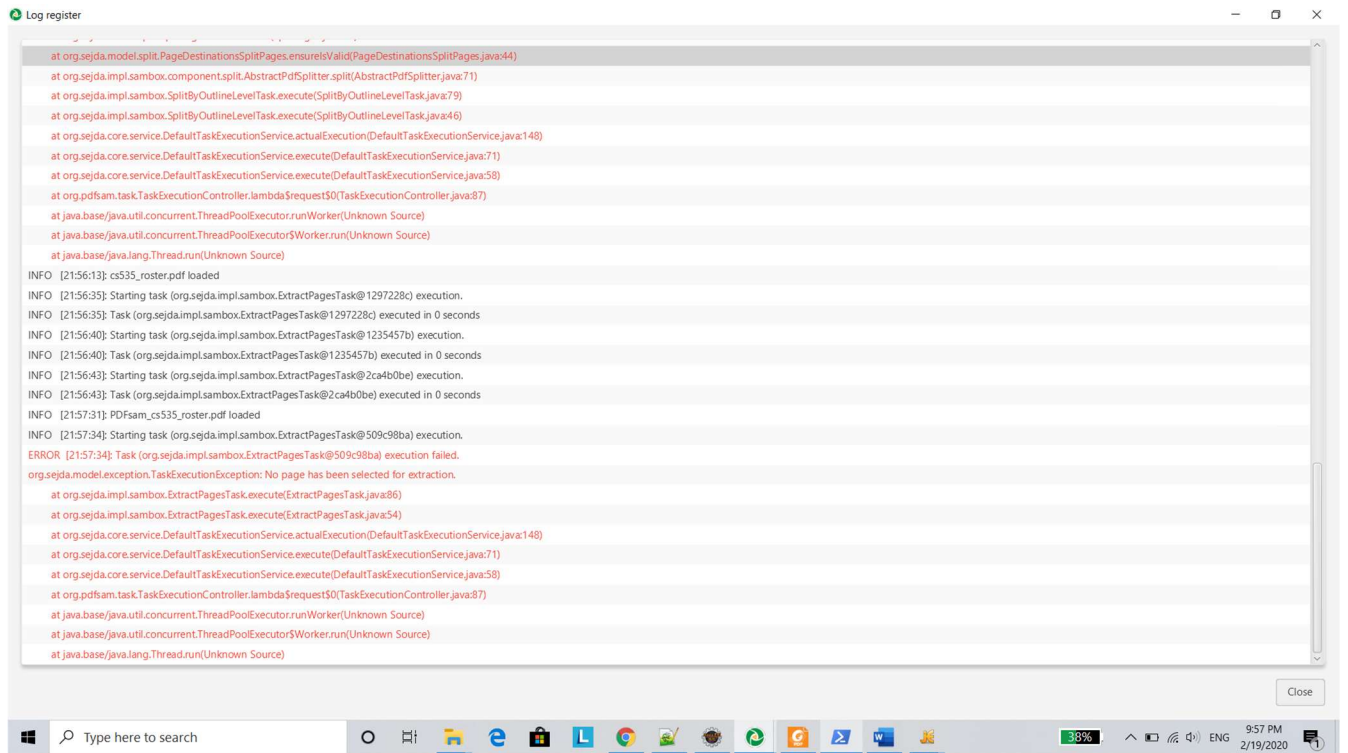 Log register
at org.sejda.model.split.PageDestinationsSplitPages.ensureIsValid(PageDestinationsSplitPages.java:44)
at org.sejda.impl.sambox.component.split.AbstractPdfSplitter.split(AbstractPdfSplitter.java:71)
at org.sejda.impl.sambox.SplitByOutlineLevelTask.execute(SplitByOutlineLevelTask.java:79)
at org.sejda.impl.sambox.SplitByOutlineLevelTask.execute(SplitByOutlineLevelTask.java:46)
at org.sejda.core.service.DefaultTaskExecutionService.actualExecution(DefaultTaskExecutionService.java:148)
at org.sejda.core.service.DefaultTaskExecutionService.execute(DefaultTaskExecutionService.java:71)
at org.sejda.core.service.DefaultTaskExecutionService.execute(DefaultTaskExecutionService.java:58)
at org.pdfsam.task.TaskExecutionController.lambda$request$0(TaskExecutionController.java:87)
at java.base/java.util.concurrent.ThreadPoolExecutor.runWorker(Unknown Source)
at java.base/java.util.concurrent.ThreadPoolExecutor$Worker.run(Unknown Source)
at java.base/java.lang.Thread.run(Unknown Source)
INFO [21:56:13]: cs535_roster.pdf loaded
INFO [21:56:35]: Starting task (org.sejda.impl.sambox.ExtractPagesTask@1297228c) execution.
INFO [21:56:35]: Task (org.sejda.impl.sambox.ExtractPagesTask@1297228c) executed in 0 seconds
INFO [21:56:40]: Starting task (org.sejda.impl.sambox.ExtractPagesTask@1235457b) execution.
INFO [21:56:40]: Task (org.sejda.impl.sambox.ExtractPagesTask@1235457b) executed in 0 seconds
INFO [21:56:43]: Starting task (org.sejda.impl.sambox.ExtractPagesTask@2ca4b0be) execution.
INFO [21:56:43]: Task (org.sejda.impl.sambox.ExtractPagesTask@2ca4b0be) executed in 0 seconds
INFO [21:57:31]: PDFsam_cs535_roster.pdf loaded
INFO [21:57:34]: Starting task (org.sejda.impl.sambox.ExtractPagesTask@509c98ba) execution.
ERROR [21:57:34]: Task (org.sejda.impl.sambox.ExtractPagesTask@509c98ba) execution failed.
org.sejda.model.exception.TaskExecutionException: No page has been selected for extraction.
at org.sejda.impl.sambox.ExtractPagesTask.execute(ExtractPagesTask.java:86)
at org.sejda.impl.sambox.ExtractPagesTask.execute(ExtractPagesTask.java:54)
at org.sejda.core.service.DefaultTaskExecutionService.actualExecution(DefaultTaskExecutionService.java:148)
at org.sejda.core.service.DefaultTaskExecutionService.execute(DefaultTaskExecutionService.java:71)
at org.sejda.core.service.DefaultTaskExecutionService.execute(DefaultTaskExecutionService.java:58)
at org.pdfsam.task.TaskExecutionController.lambda$request$0(TaskExecutionController.java:87)
at java.base/java.util.concurrent.ThreadPoolExecutor.runWorker(Unknown Source)
at java.base/java.util.concurrent.ThreadPoolExecutor$Worker.run(Unknown Source)
at java.base/java.lang.Thread.run(Unknown Source)
Close
Type here to search
38%
ENG
9:57 PM
2/19/2020